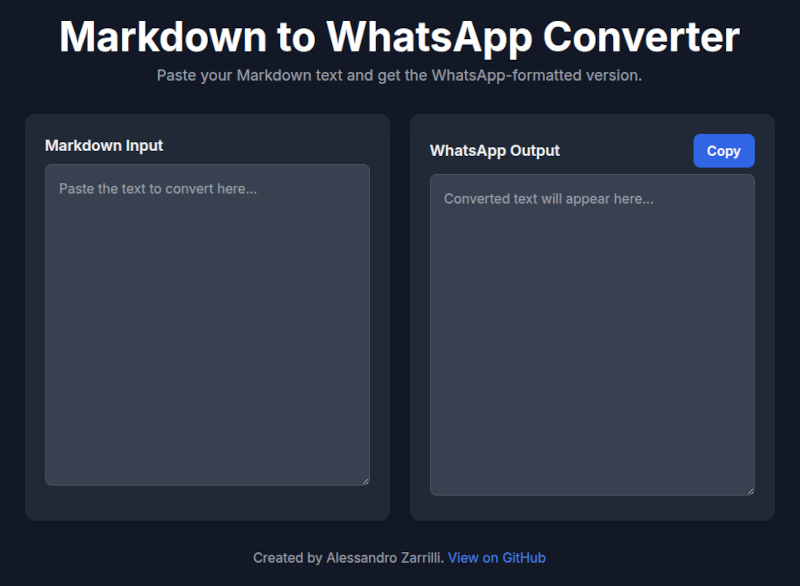 Markdown to WhatsApp Converter
Paste your Markdown text and get the WhatsApp-formatted version.
Markdown Input
Paste the text to convert here...
WhatsApp Output
Copy
Converted text will appear here...
Created by Alessandro Zarrilli. View on GitHub